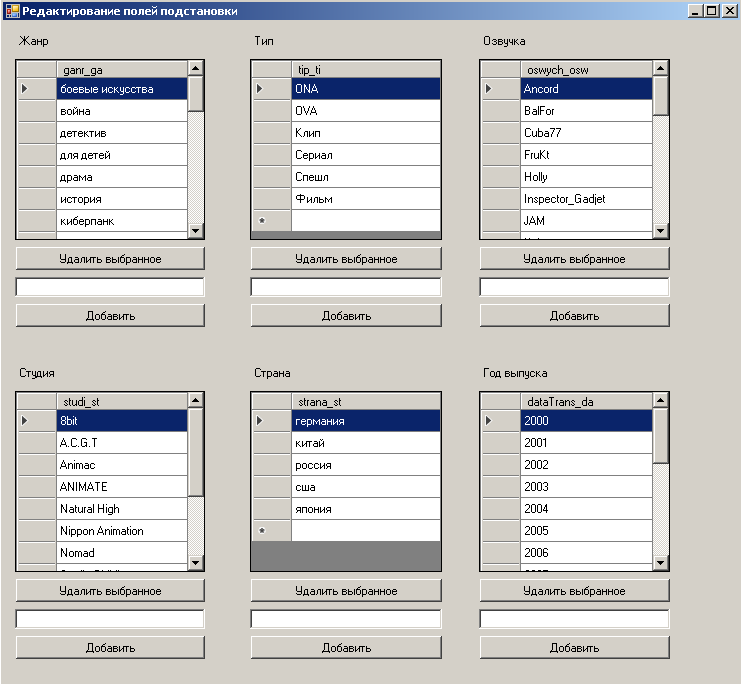 Редактирование полей подстановки
Жанр
ganr_ga
боевые искусства
война
детектив
для детей
драма
история
киберпанк
Удалить выбранное
Добавить
Тип
tip_ti
ONA
OVA
Клип
Сериал
Спешл
Фильм
*
Удалить выбранное
Добавить
Озвучка
oswych_osw
Ancord
BalFor
Cuba77
FruKt
Holly
Inspector_Gadjet
JAM
Удалить выбранное
Добавить
Студия
studi_st
8bit
A.C.G.T
Animac
ANIMATE
Natural High
Nippon Animation
Nomad
Удалить выбранное
Добавить
Страна
strana_st
германия
китай
россия
сша
япония
*
Удалить выбранное
Добавить
Год выпуска
dataTrans_da
2000
2001
2002
2003
2004
2005
2006
Удалить выбранное
Добавить